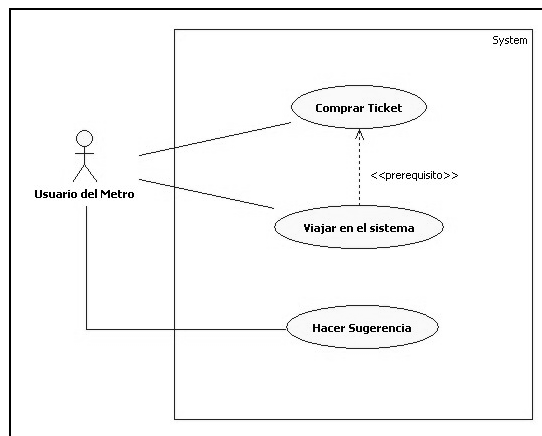 System
Comprar Ticket
<<prerequisito>>
Usuario del Metro
Viajar en el sistema
Hacer Sugerencia